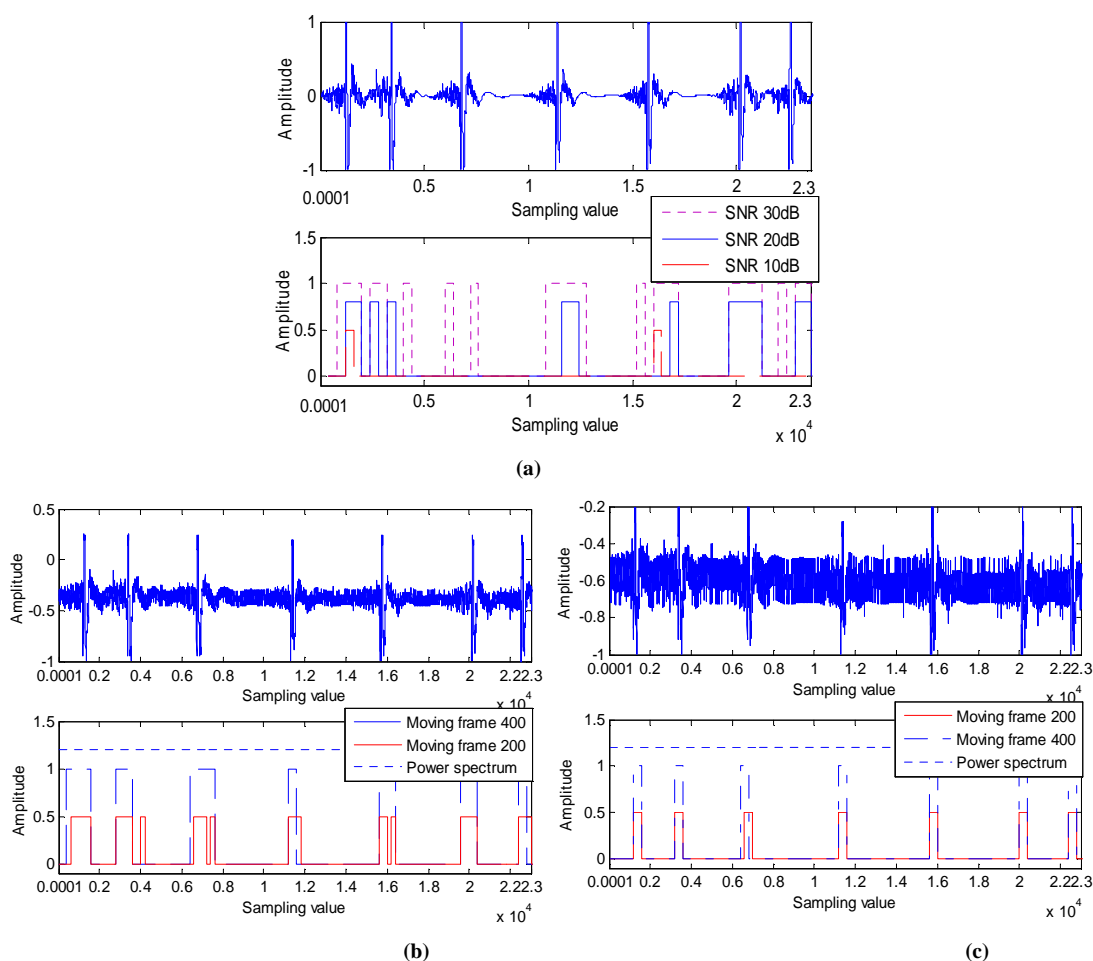 1
0
-1
Amplitude
0.0001
0.5
1
1.5
2
2.3
Sampling value
SNR 30dB
SNR 20dB
SNR 10dB
1.5
1
0.5
0
Amplitude
0.0001
0.5
1
1.5
2
2.3
Sampling value
x 10^4
(a)
0.5
0
-0.5
-1
Amplitude
0.0001 0.2 0.4 0.6 0.8 1 1.2 1.4 1.6 1.8 2 2.22.3
Sampling value
x 10^4
1.5
1
0.5
0
Amplitude
Moving frame 400
Moving frame 200
Power spectrum
0.0001 0.2 0.4 0.6 0.8 1 1.2 1.4 1.6 1.8 2 2.22.3
Sampling value
x 10^4
(b)
-0.2
-0.4
-0.6
-0.8
-1
Amplitude
0.0001 0.2 0.4 0.6 0.8 1 1.2 1.4 1.6 1.8 2 2.22.3
Sampling value
x 10^4
1.5
1
0.5
0
Amplitude
Moving frame 200
Moving frame 400
Power spectrum
0.0001 0.2 0.4 0.6 0.8 1 1.2 1.4 1.6 1.8 2 2.22.3
Sampling value
x 10^4
(c)